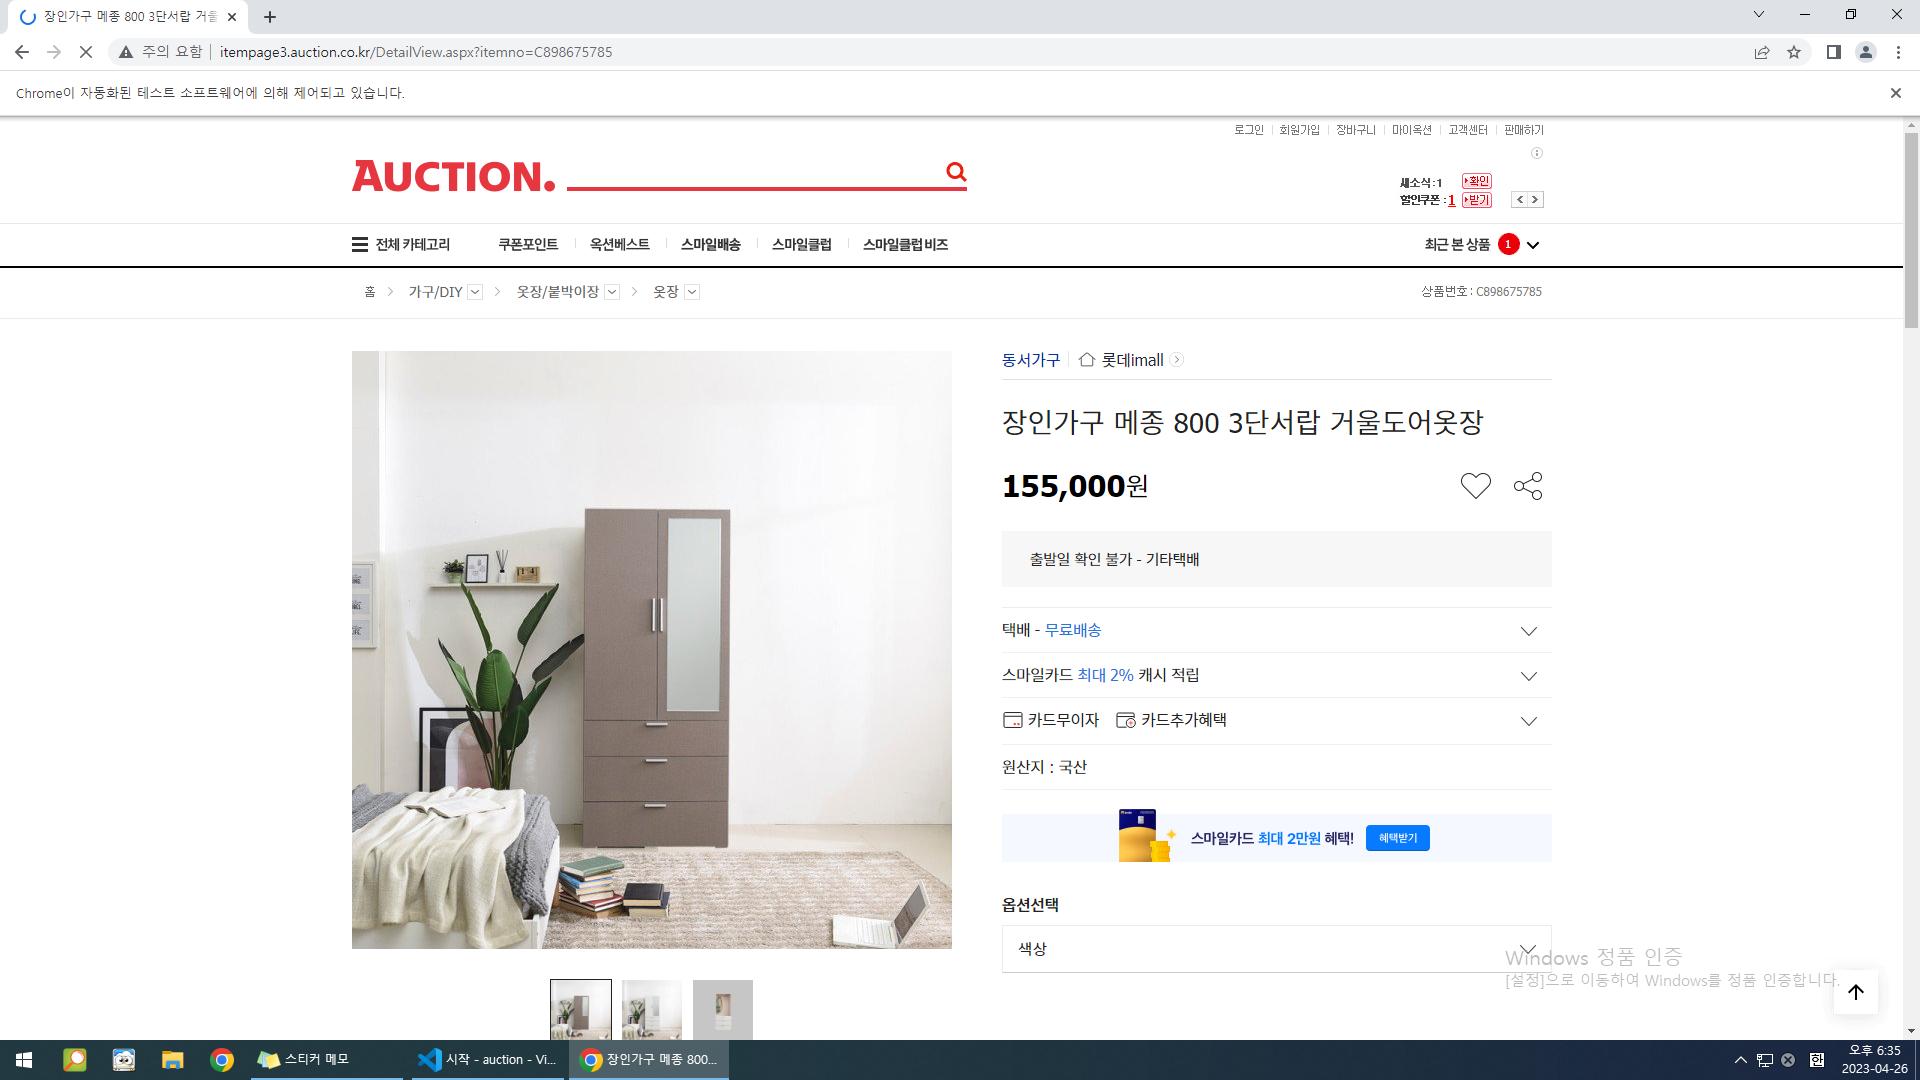 장인가구 메종 800 3단서랍 거울
주의 요함
itempage3.auction.co.kr/DetailView.aspx?itemno=C898675785
Chrome이 자동화된 테스트 소프트웨어에 의해 제어되고 있습니다.
로그인 회원가입 장바구니 마이옥션 고객센터 판매하기
AUCTION.
새소식 : 1 확인
할인쿠폰 : 1 받기
전체 카테고리 쿠폰포인트 옥션베스트 스마일배송 스마일클럽 스마일클럽 비즈 최근 본 상품 1
홈 가구/DIY 옷장/붙박이장 옷장 상품번호 : C898675785
동서가구 롯데imall
장인가구 메종 800 3단서랍 거울도어옷장
155,000원
출발일 확인 불가 - 기타택배
택배 - 무료배송
스마일카드 최대 2% 캐시 적립
카드무이자 카드추가혜택
원산지 : 국산
스마일카드 최대 2만원 혜택! 혜택받기
옵션선택
색상
Windows 정품 인증
[설정]으로 이동하여 Windows를 정품 인증합니다.
스티커 메모 시작 - auction - Vi... 장인가구 메종 800... 한 오후 6:35
2023-04-26